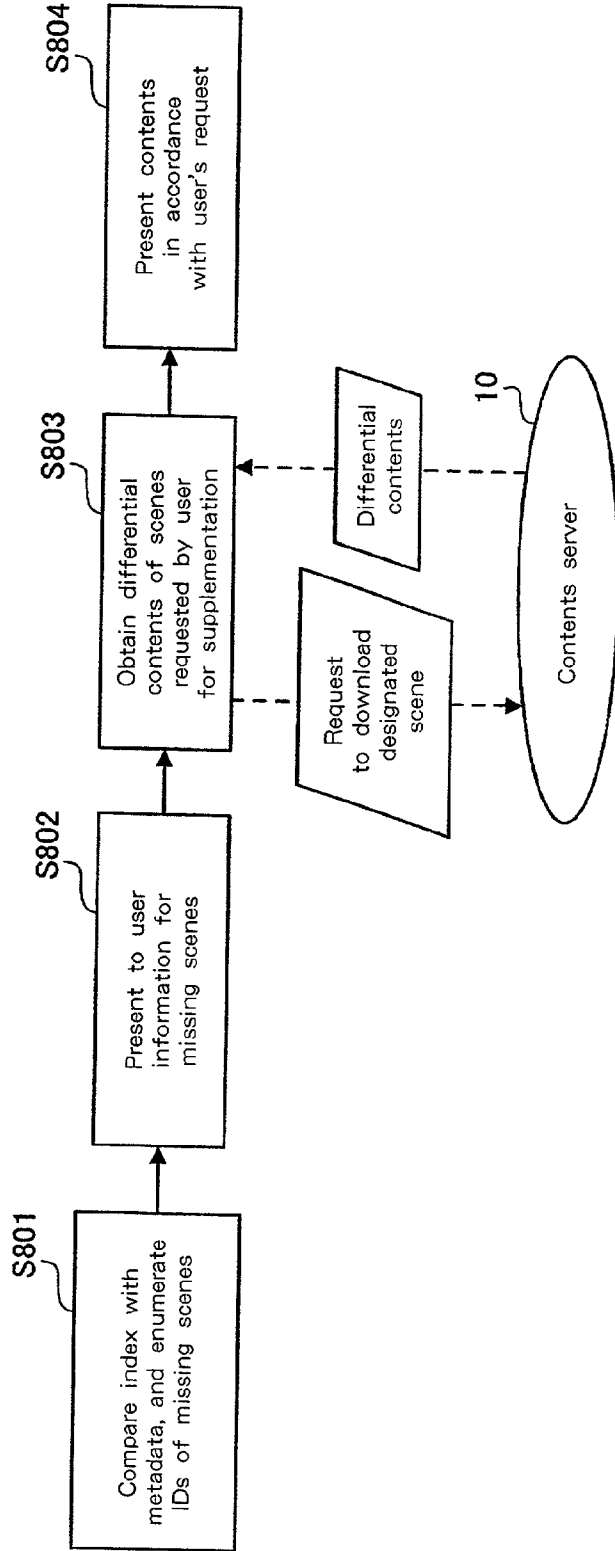 S801
Compare index with
metadata, and enumerate
IDs of missing scenes
S802
Present to user
information for
missing scenes
S803
Obtain differential
contents of scenes
requested by user
for supplementation
S804
Present contents
in accordance
with user's request
Request
to download
designated
scene
Differential
contents
10
Contents server